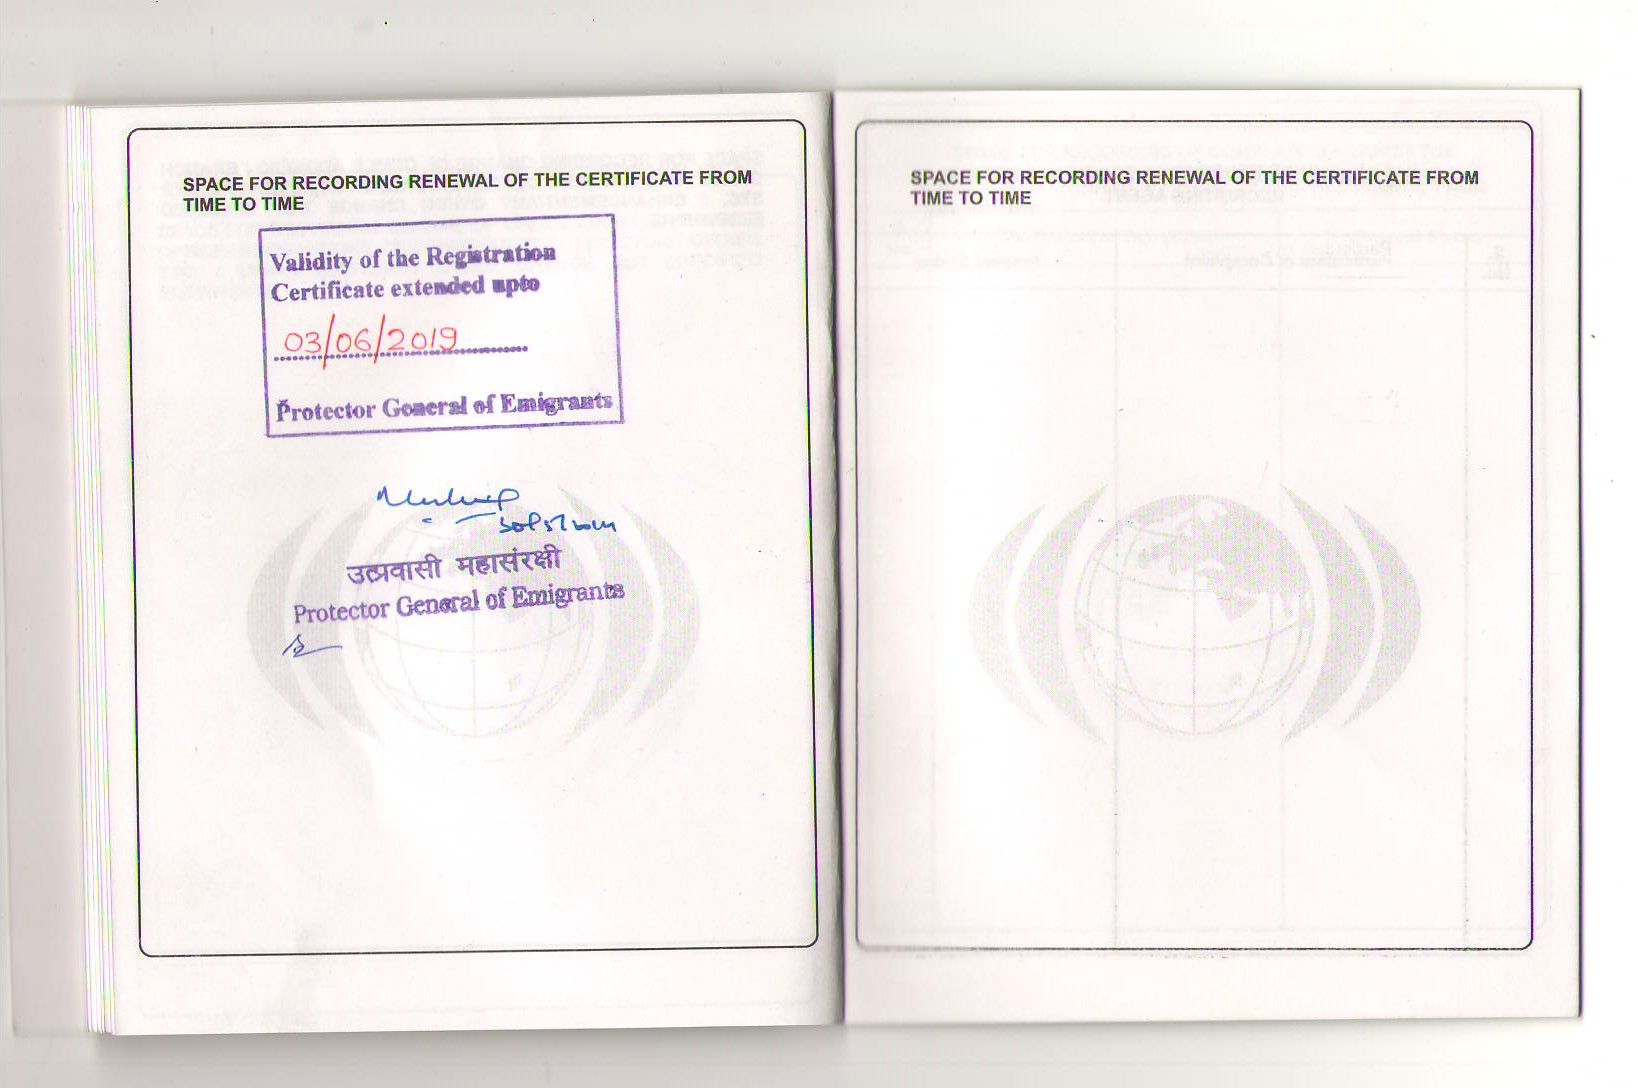 SPACE FOR RECORDING RENEWAL OF THE CERTIFICATE FROM
TIME TO TIME
Validity of the Registration
Certificate extended upto
03/06/2019
Protector General of Emigrants
उत्प्रवासी महासंरक्षी
Protector General of Emigrants
SPACE FOR RECORDING RENEWAL OF THE CERTIFICATE FROM
TIME TO TIME